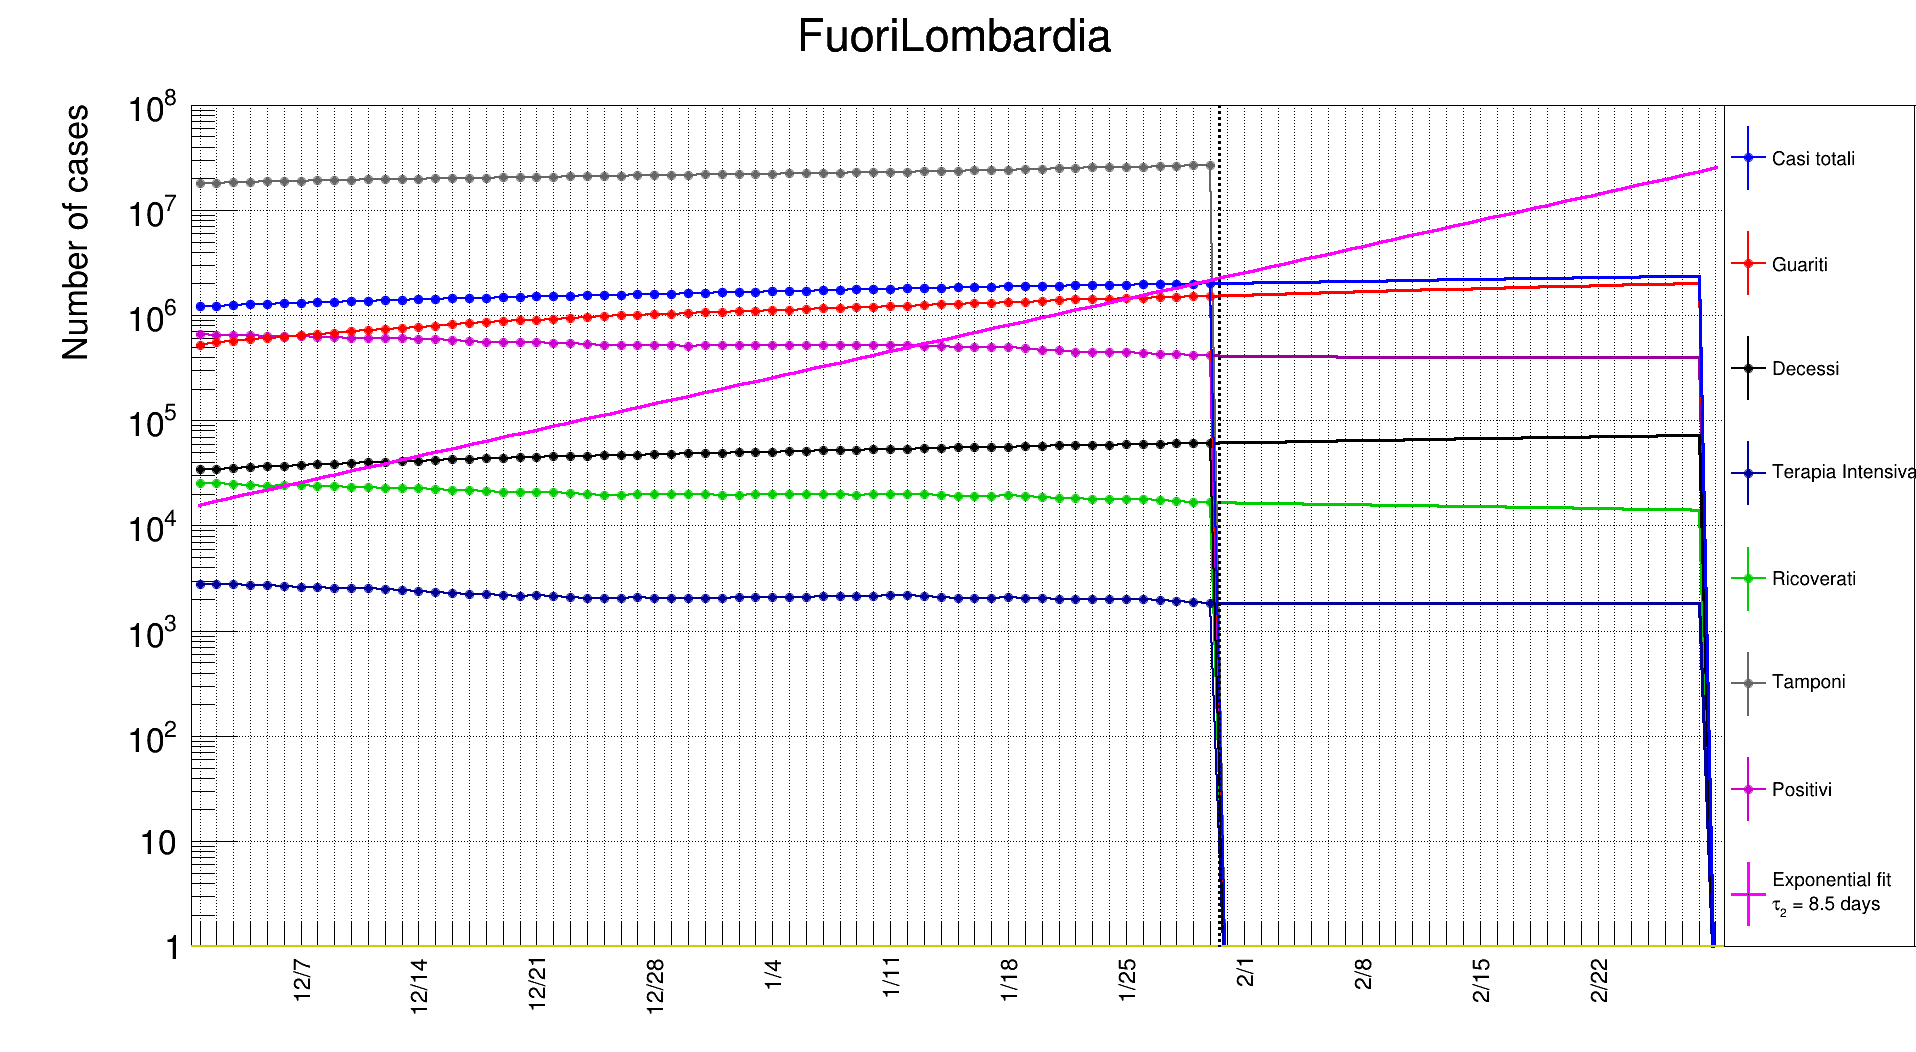 FuoriLombardia
Number of cases
10^8
10^7
10^6
10^5
10^4
10^3
10^2
10
1
12/7
12/14
12/21
12/28
1/4
1/11
1/18
1/25
2/1
2/8
2/15
2/22
Casi totali
Guariti
Decessi
Terapia Intensiva
Ricoverati
Tamponi
Positivi
Exponential fit
τ₂ = 8.5 days